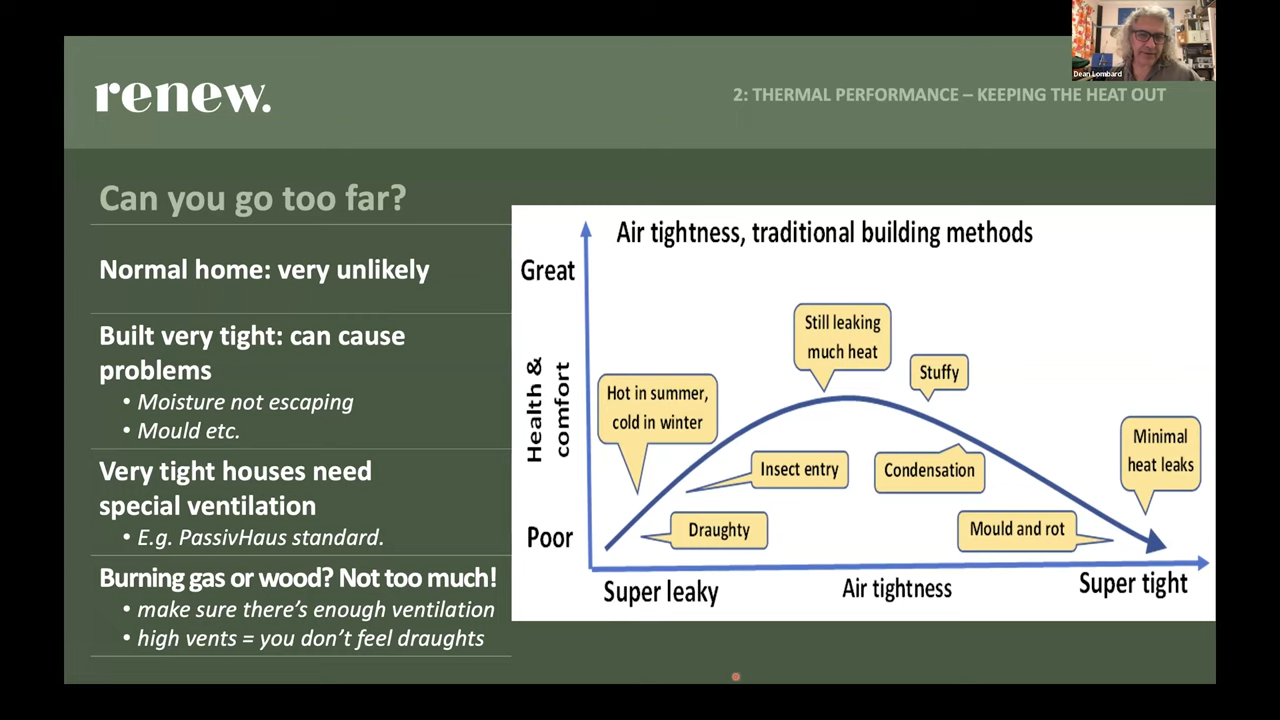 Dean Lombard
renew.
2: THERMAL PERFORMANCE – KEEPING THE HEAT OUT
Can you go too far?
Normal home: very unlikely
Built very tight: can cause
problems
• Moisture not escaping
• Mould etc.
Very tight houses need
special ventilation
• E.g. PassivHaus standard.
Burning gas or wood? Not too much!
• make sure there's enough ventilation
• high vents = you don't feel draughts
Air tightness, traditional building methods
Great
Health &
comfort
Poor
Still leaking
much heat
Stuffy
Hot in summer,
cold in winter
Minimal
heat leaks
Insect entry
Condensation
Draughty
Mould and rot
Super leaky
Air tightness
Super tight